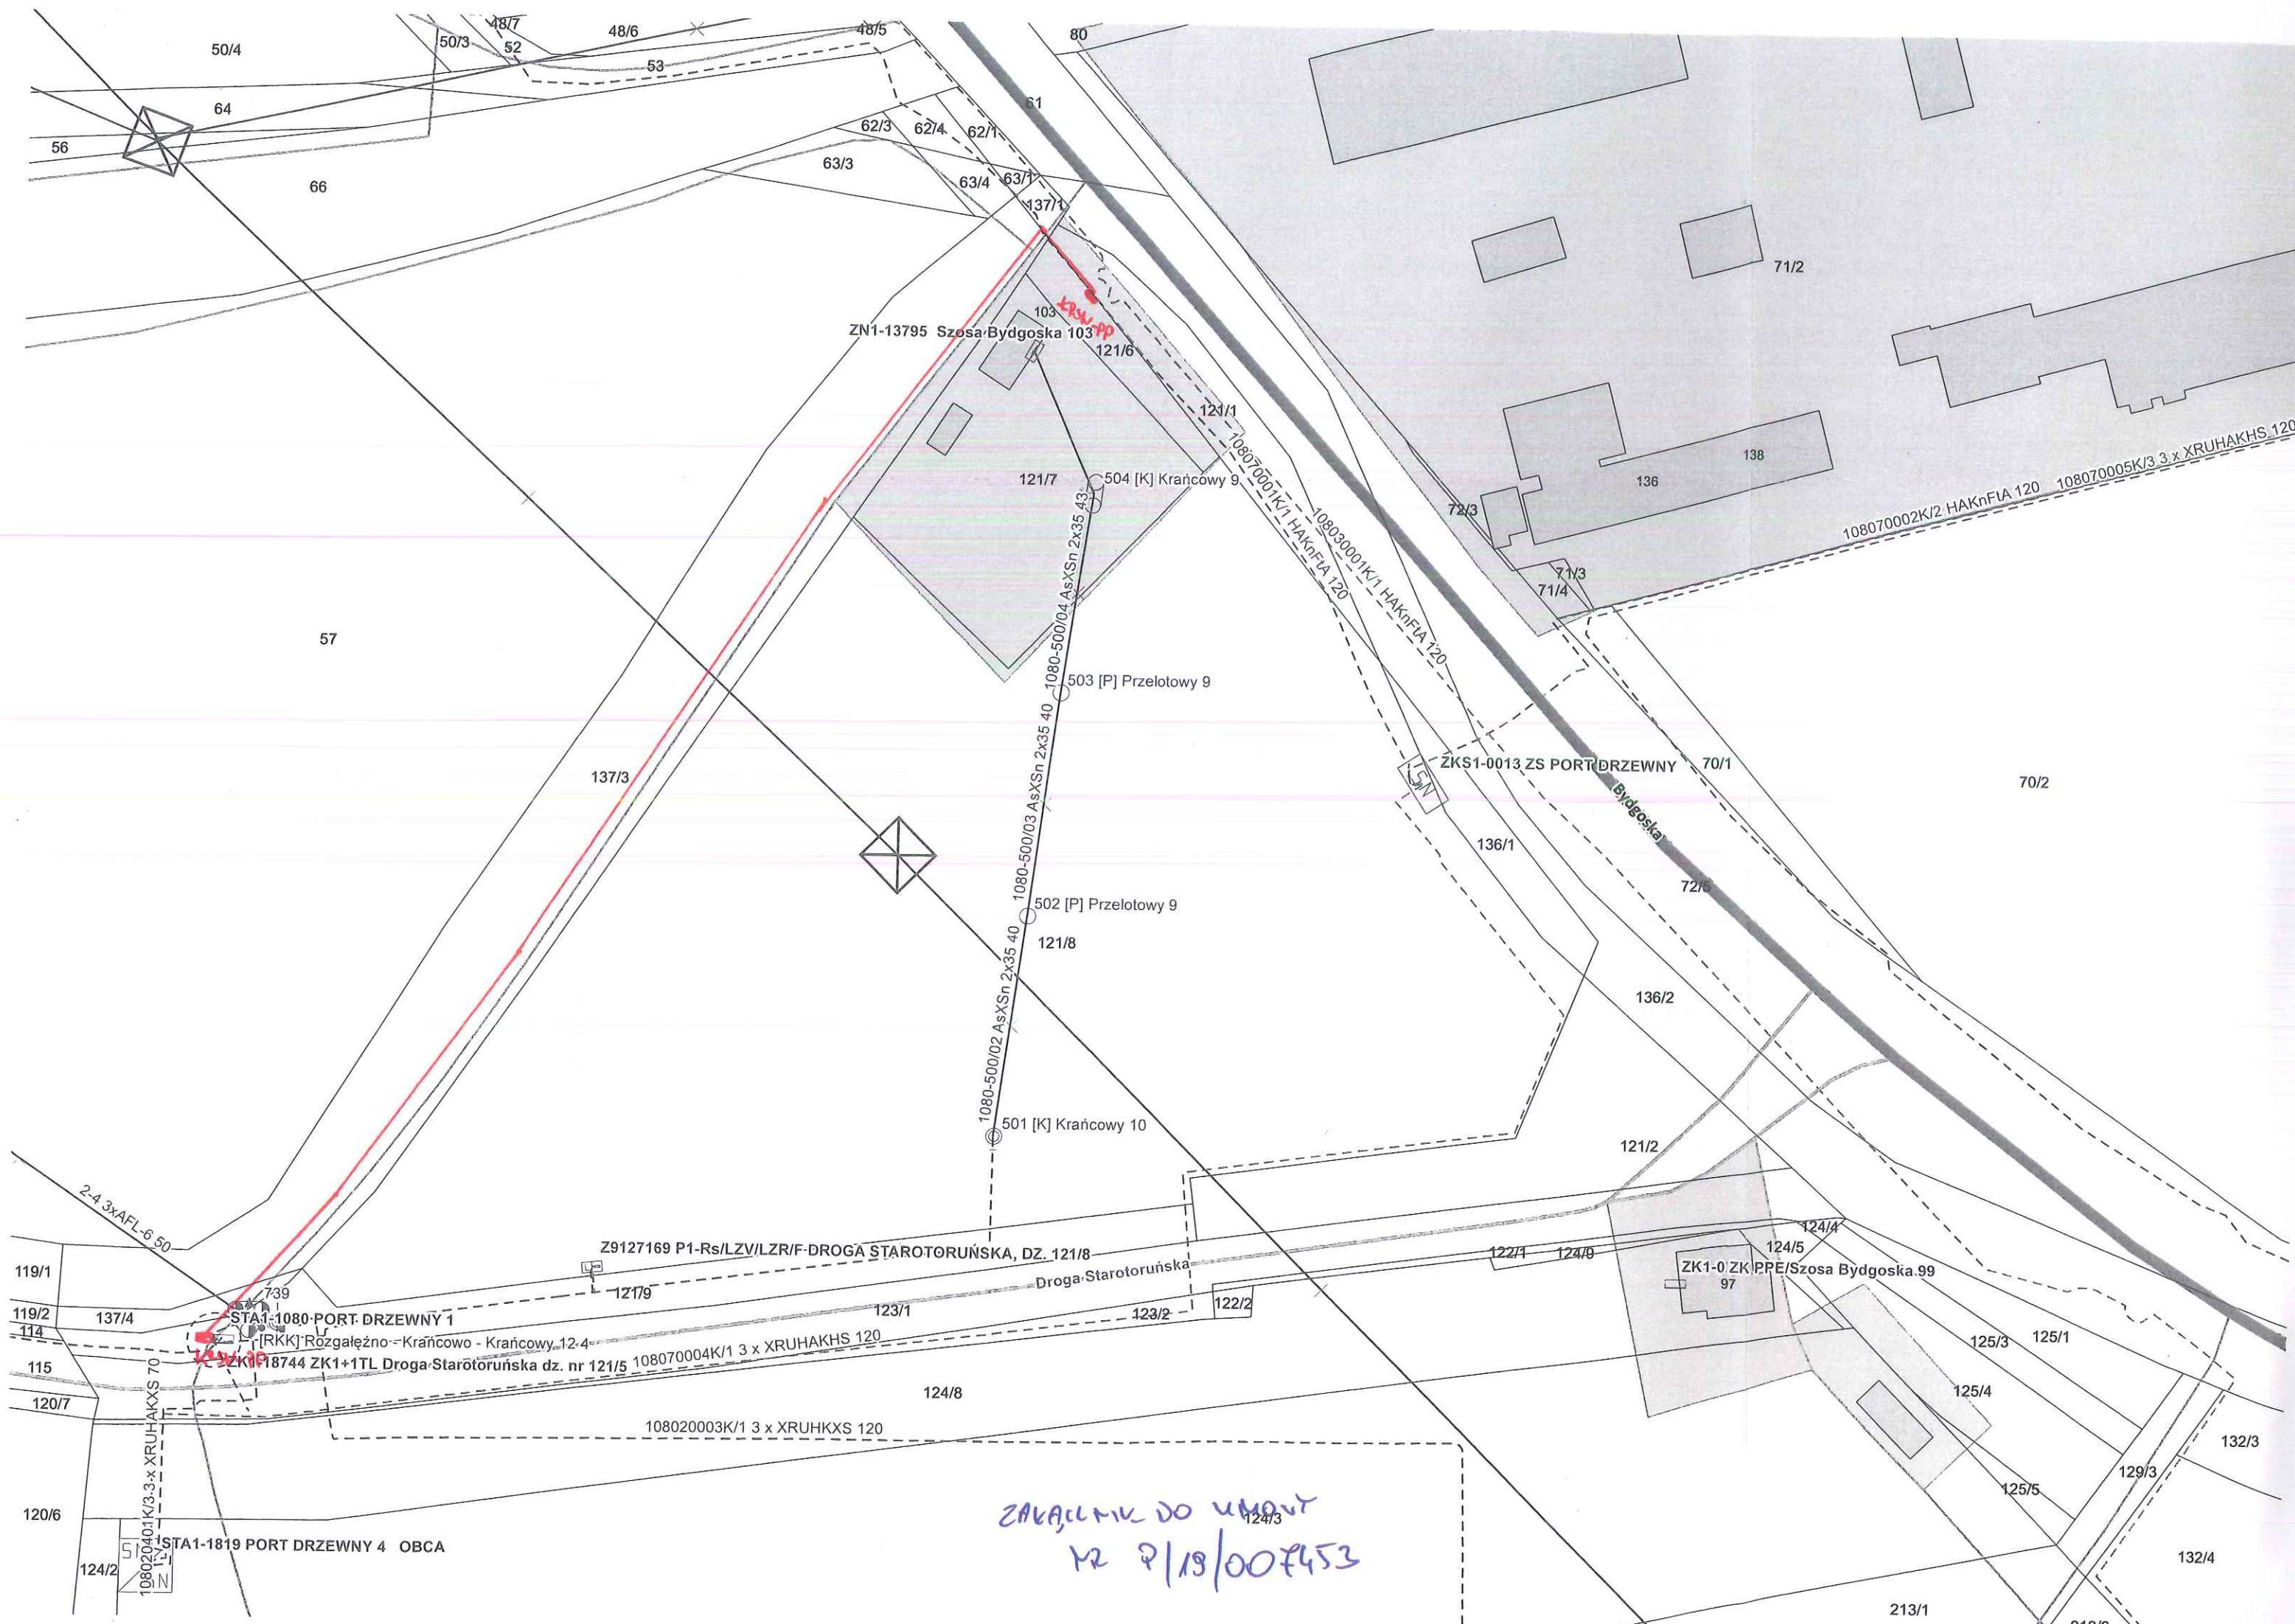 48/7
48/6
48/5
80
50/4
50/3
52
53
64
61
62/3
62/4
62/1
56
63/3
66
63/4
63/1
137/1
71/2
103
ZN1-13795 Szosa Bydgoska 103
121/6
121/1
138
136
121/7
504 [K] Krańcowy 9
72/3
108070001K/1 HAKnFtA 120
108030001K/1 HAKnFtA 120
108070002K/2 HAKnFtA 120
108070005K/3 3 x XRUHAKHS 120
71/3
71/4
1080-500/04 AsXSn 2x35 43
57
503 [P] Przelotowy 9
1080-500/03 AsXSn 2x35 40
ZKS1-0013 ZS PORT DRZEWNY
70/1
70/2
137/3
Bydgoska
136/1
72/5
502 [P] Przelotowy 9
121/8
1080-500/02 AsXSn 2x35 40
136/2
501 [K] Krańcowy 10
121/2
2-4 3xAFL-6 50
124/4
Z9127169 P1-Rs/LZV/LZR/F DROGA STAROTORUŃSKA, DZ. 121/8
122/1
124/9
124/5
119/1
Droga Starotoruńska
ZK1-0 ZK PPE/Szosa Bydgoska 99
97
739
121/9
119/2
137/4
STA1-1080 PORT DRZEWNY 1
123/1
123/2
122/2
114
[RKK] Rozgałęźno - Krańcowo - Krańcowy 12-4
125/3
125/1
115
ZK1-18744 ZK1+1TL Droga Starotoruńska dz. nr 121/5
108070004K/1 3 x XRUHAKHS 120
120/7
124/8
125/4
108020003K/1 3 x XRUHKXS 120
132/3
108020401K/3 3 x XRUHAKXS 70
129/3
125/5
120/6
124/3
STA1-1819 PORT DRZEWNY 4 OBCA
124/2
132/4
213/1
DO UMOWY
NR P/19/007453